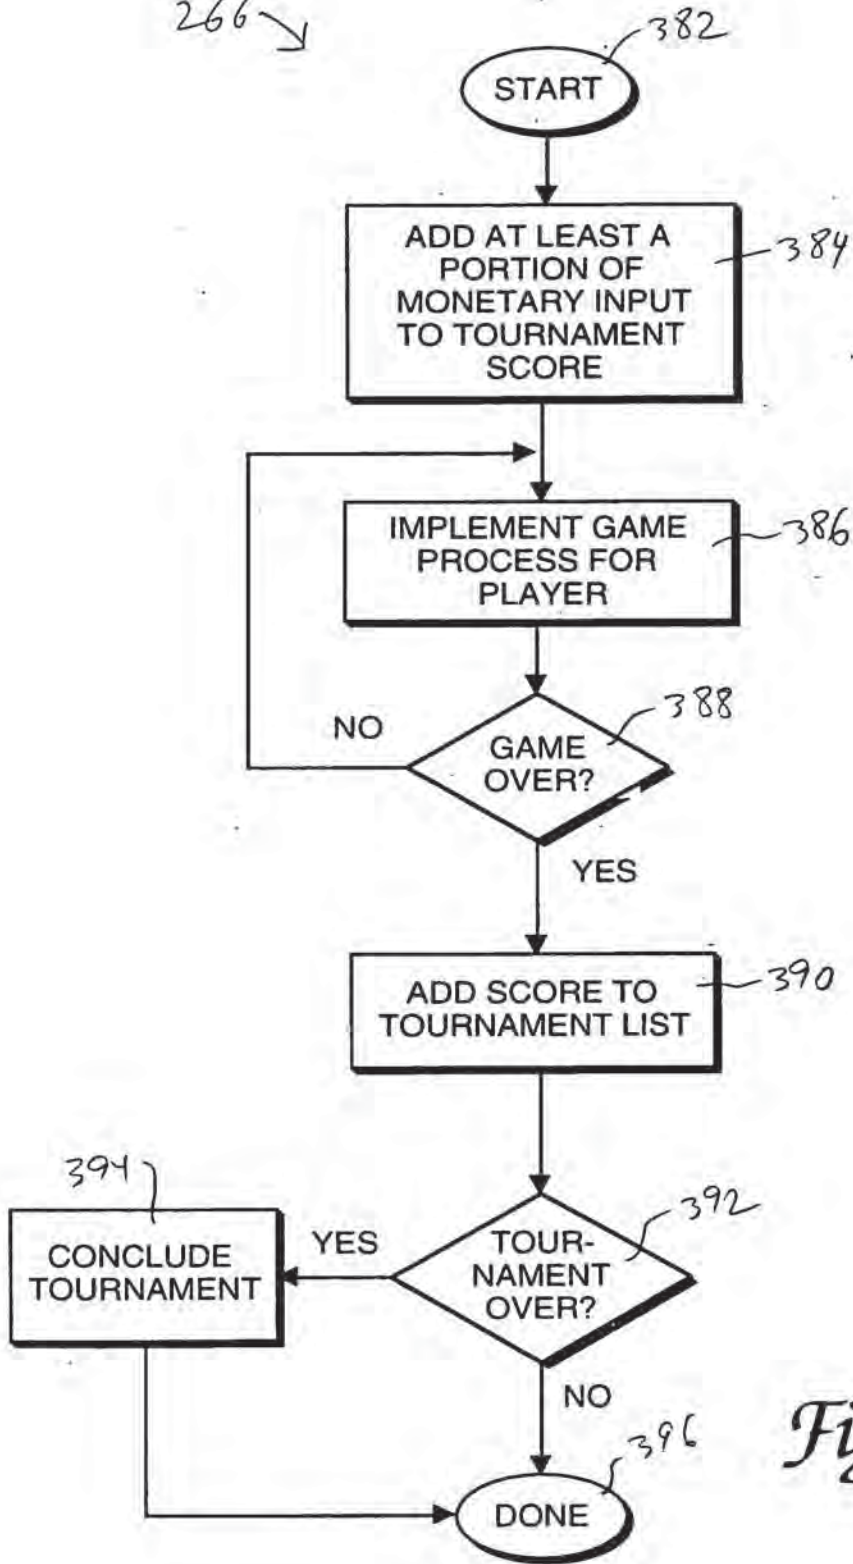 266
382
START
ADD AT LEAST A
PORTION OF
MONETARY INPUT
TO TOURNAMENT
SCORE
384
IMPLEMENT GAME
PROCESS FOR
PLAYER
386
388
NO
GAME
OVER?
YES
ADD SCORE TO
TOURNAMENT LIST
390
394
392
CONCLUDE
TOURNAMENT
YES
TOUR-
NAMENT
OVER?
NO
396
DONE